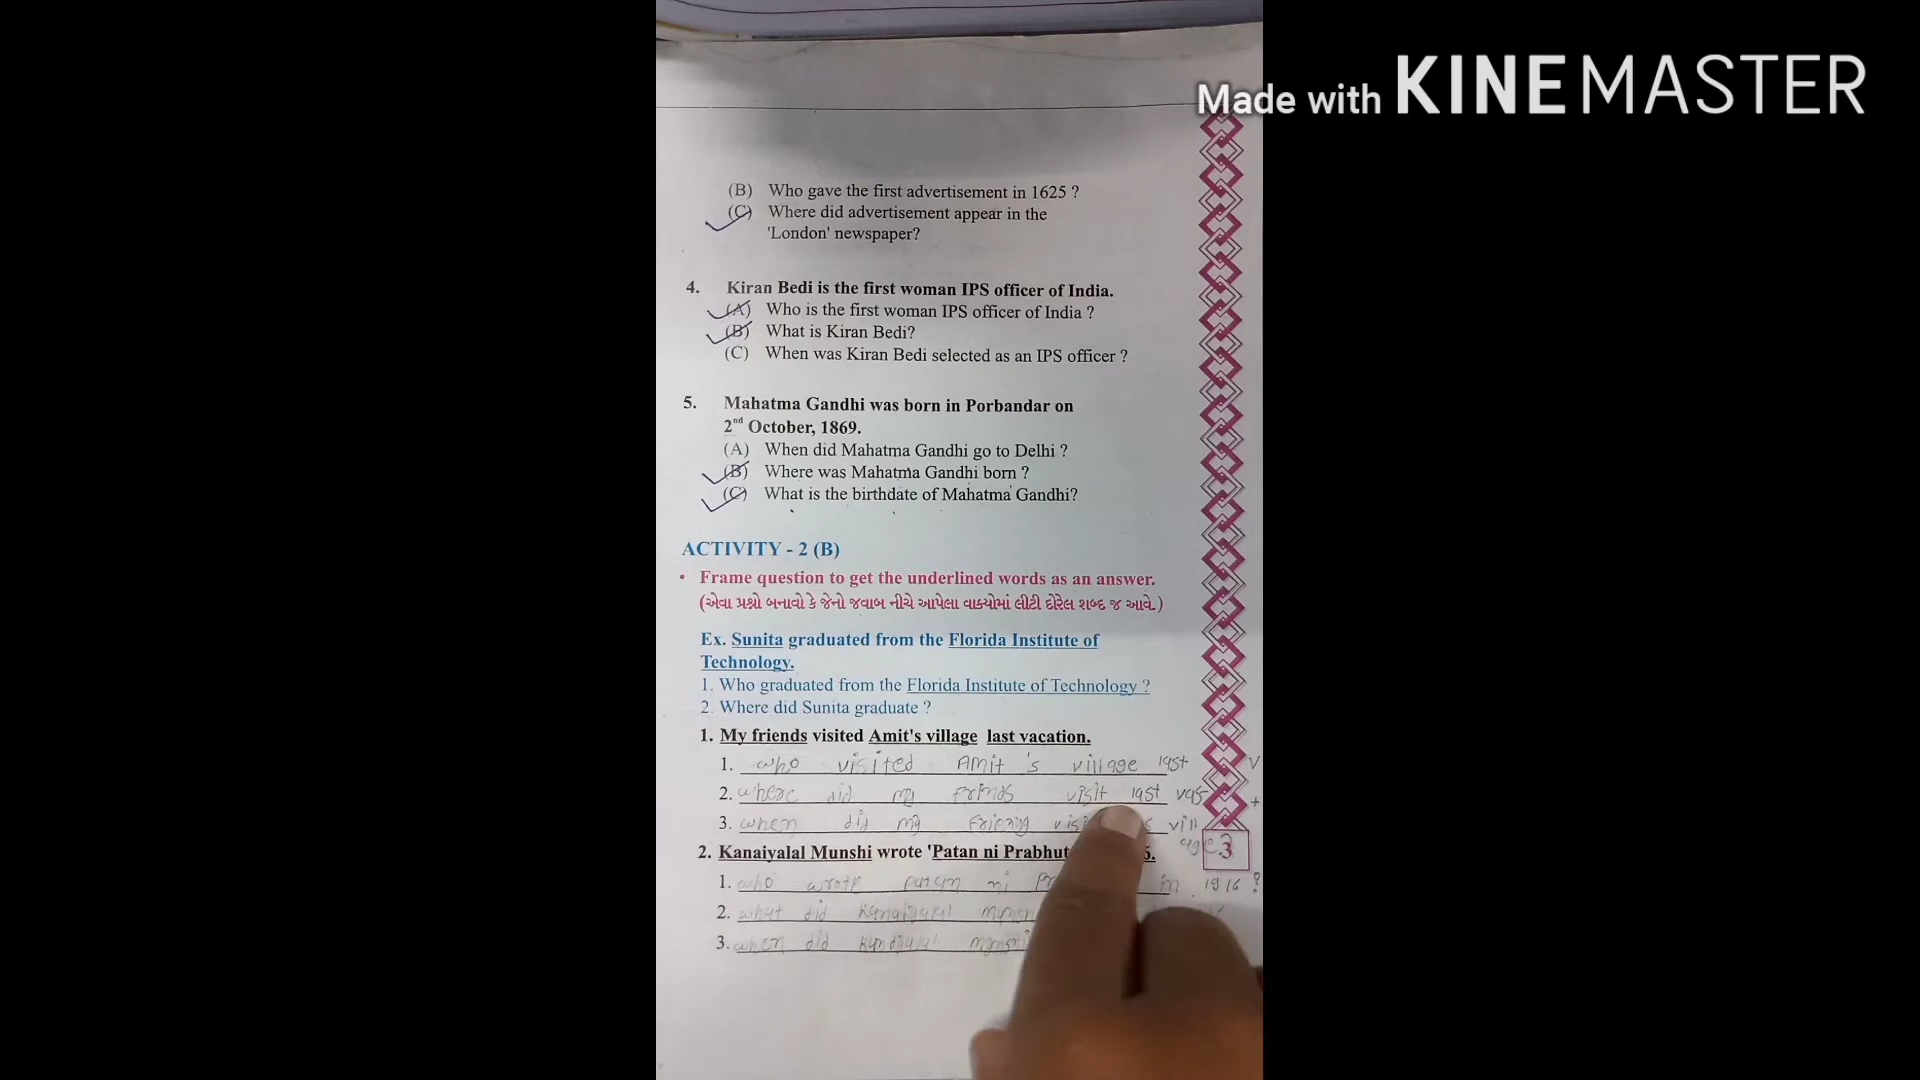 Made with KINEMASTER
(B) Who gave the first advertisement in 1625 ?
(C) Where did advertisement appear in the
'London' newspaper?
4. Kiran Bedi is the first woman IPS officer of India.
(A) Who is the first woman IPS officer of India ?
(B) What is Kiran Bedi?
(C) When was Kiran Bedi selected as an IPS officer ?
5. Mahatma Gandhi was born in Porbandar on
2nd October, 1869.
(A) When did Mahatma Gandhi go to Delhi ?
(B) Where was Mahatma Gandhi born ?
(C) What is the birthdate of Mahatma Gandhi?
ACTIVITY - 2 (B)
• Frame question to get the underlined words as an answer.
(એવા પ્રશ્નો બનાવો કે જેનો જવાબ નીચે આપેલા વાક્યોમાં લીટી દોરેલ શબ્દ જ આવે.)
Ex. Sunita graduated from the Florida Institute of
Technology.
1. Who graduated from the Florida Institute of Technology ?
2. Where did Sunita graduate ?
1. My friends visited Amit's village last vacation.
1. who visited Amit's village last
2. where did my visit last
3. when did my
3
2. Kanaiyalal Munshi wrote 'Patan ni
1. who wrote ni in 1916 ?
2. what did
3. when did